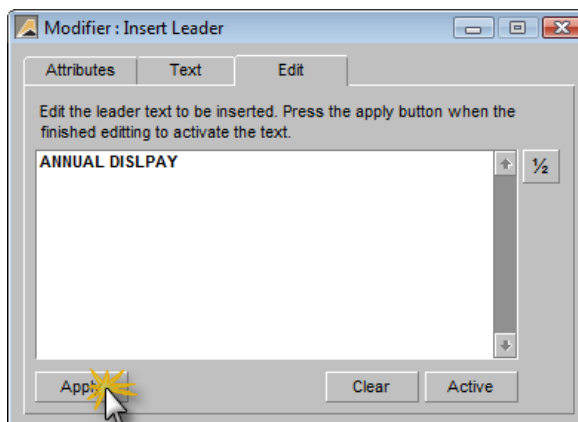 Modifier : Insert Leader
Attributes Text Edit
Edit the leader text to be inserted. Press the apply button when the
finished editting to activate the text.
ANNUAL DISLPAY
½
Apply Clear Active